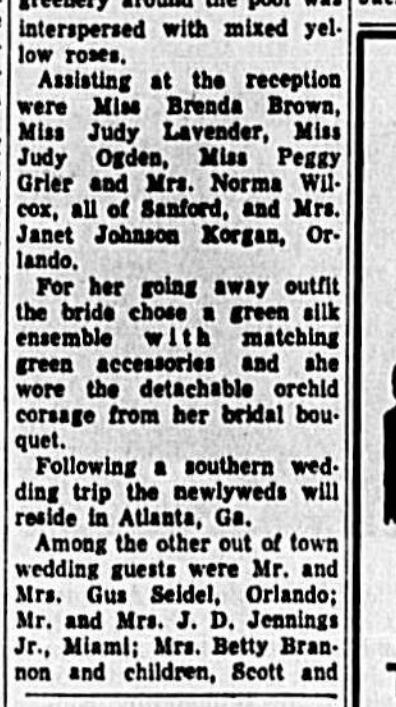 greenery around the pool was
interspersed with mixed yel-
low roses.
Assisting at the reception
were Miss Brenda Brown,
Miss Judy Lavender, Miss
Judy Ogden, Miss Peggy
Grier and Mrs. Norma Wil-
cox, all of Sanford, and Mrs.
Janet Johnson Korgan, Or-
lando.
For her going away outfit
the bride chose a green silk
ensemble with matching
green accessories and she
wore the detachable orchid
corsage from her bridal bou-
quet.
Following a southern wed-
ding trip the newlyweds will
reside in Atlanta, Ga.
Among the other out of town
wedding guests were Mr. and
Mrs. Gus Seidel, Orlando;
Mr. and Mrs. J. D. Jennings
Jr., Miami; Mrs. Betty Bran-
non and children, Scott and